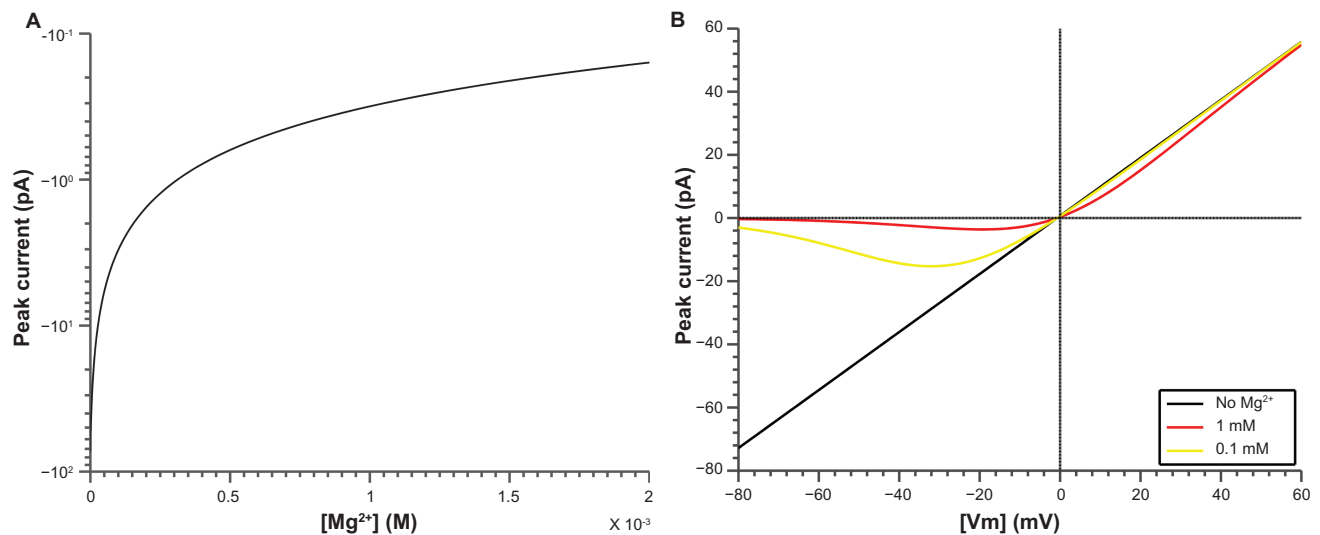 A
-10⁻¹
−10⁰
−10¹
−10²
0
0.5
1
1.5
2
Peak current (pA)
[Mg²⁺] (M)
X 10⁻³
B
60
40
20
0
−20
−40
−60
−80
−80
−60
−40
−20
0
20
40
60
Peak current (pA)
[Vm] (mV)
No Mg²⁺
1 mM
0.1 mM